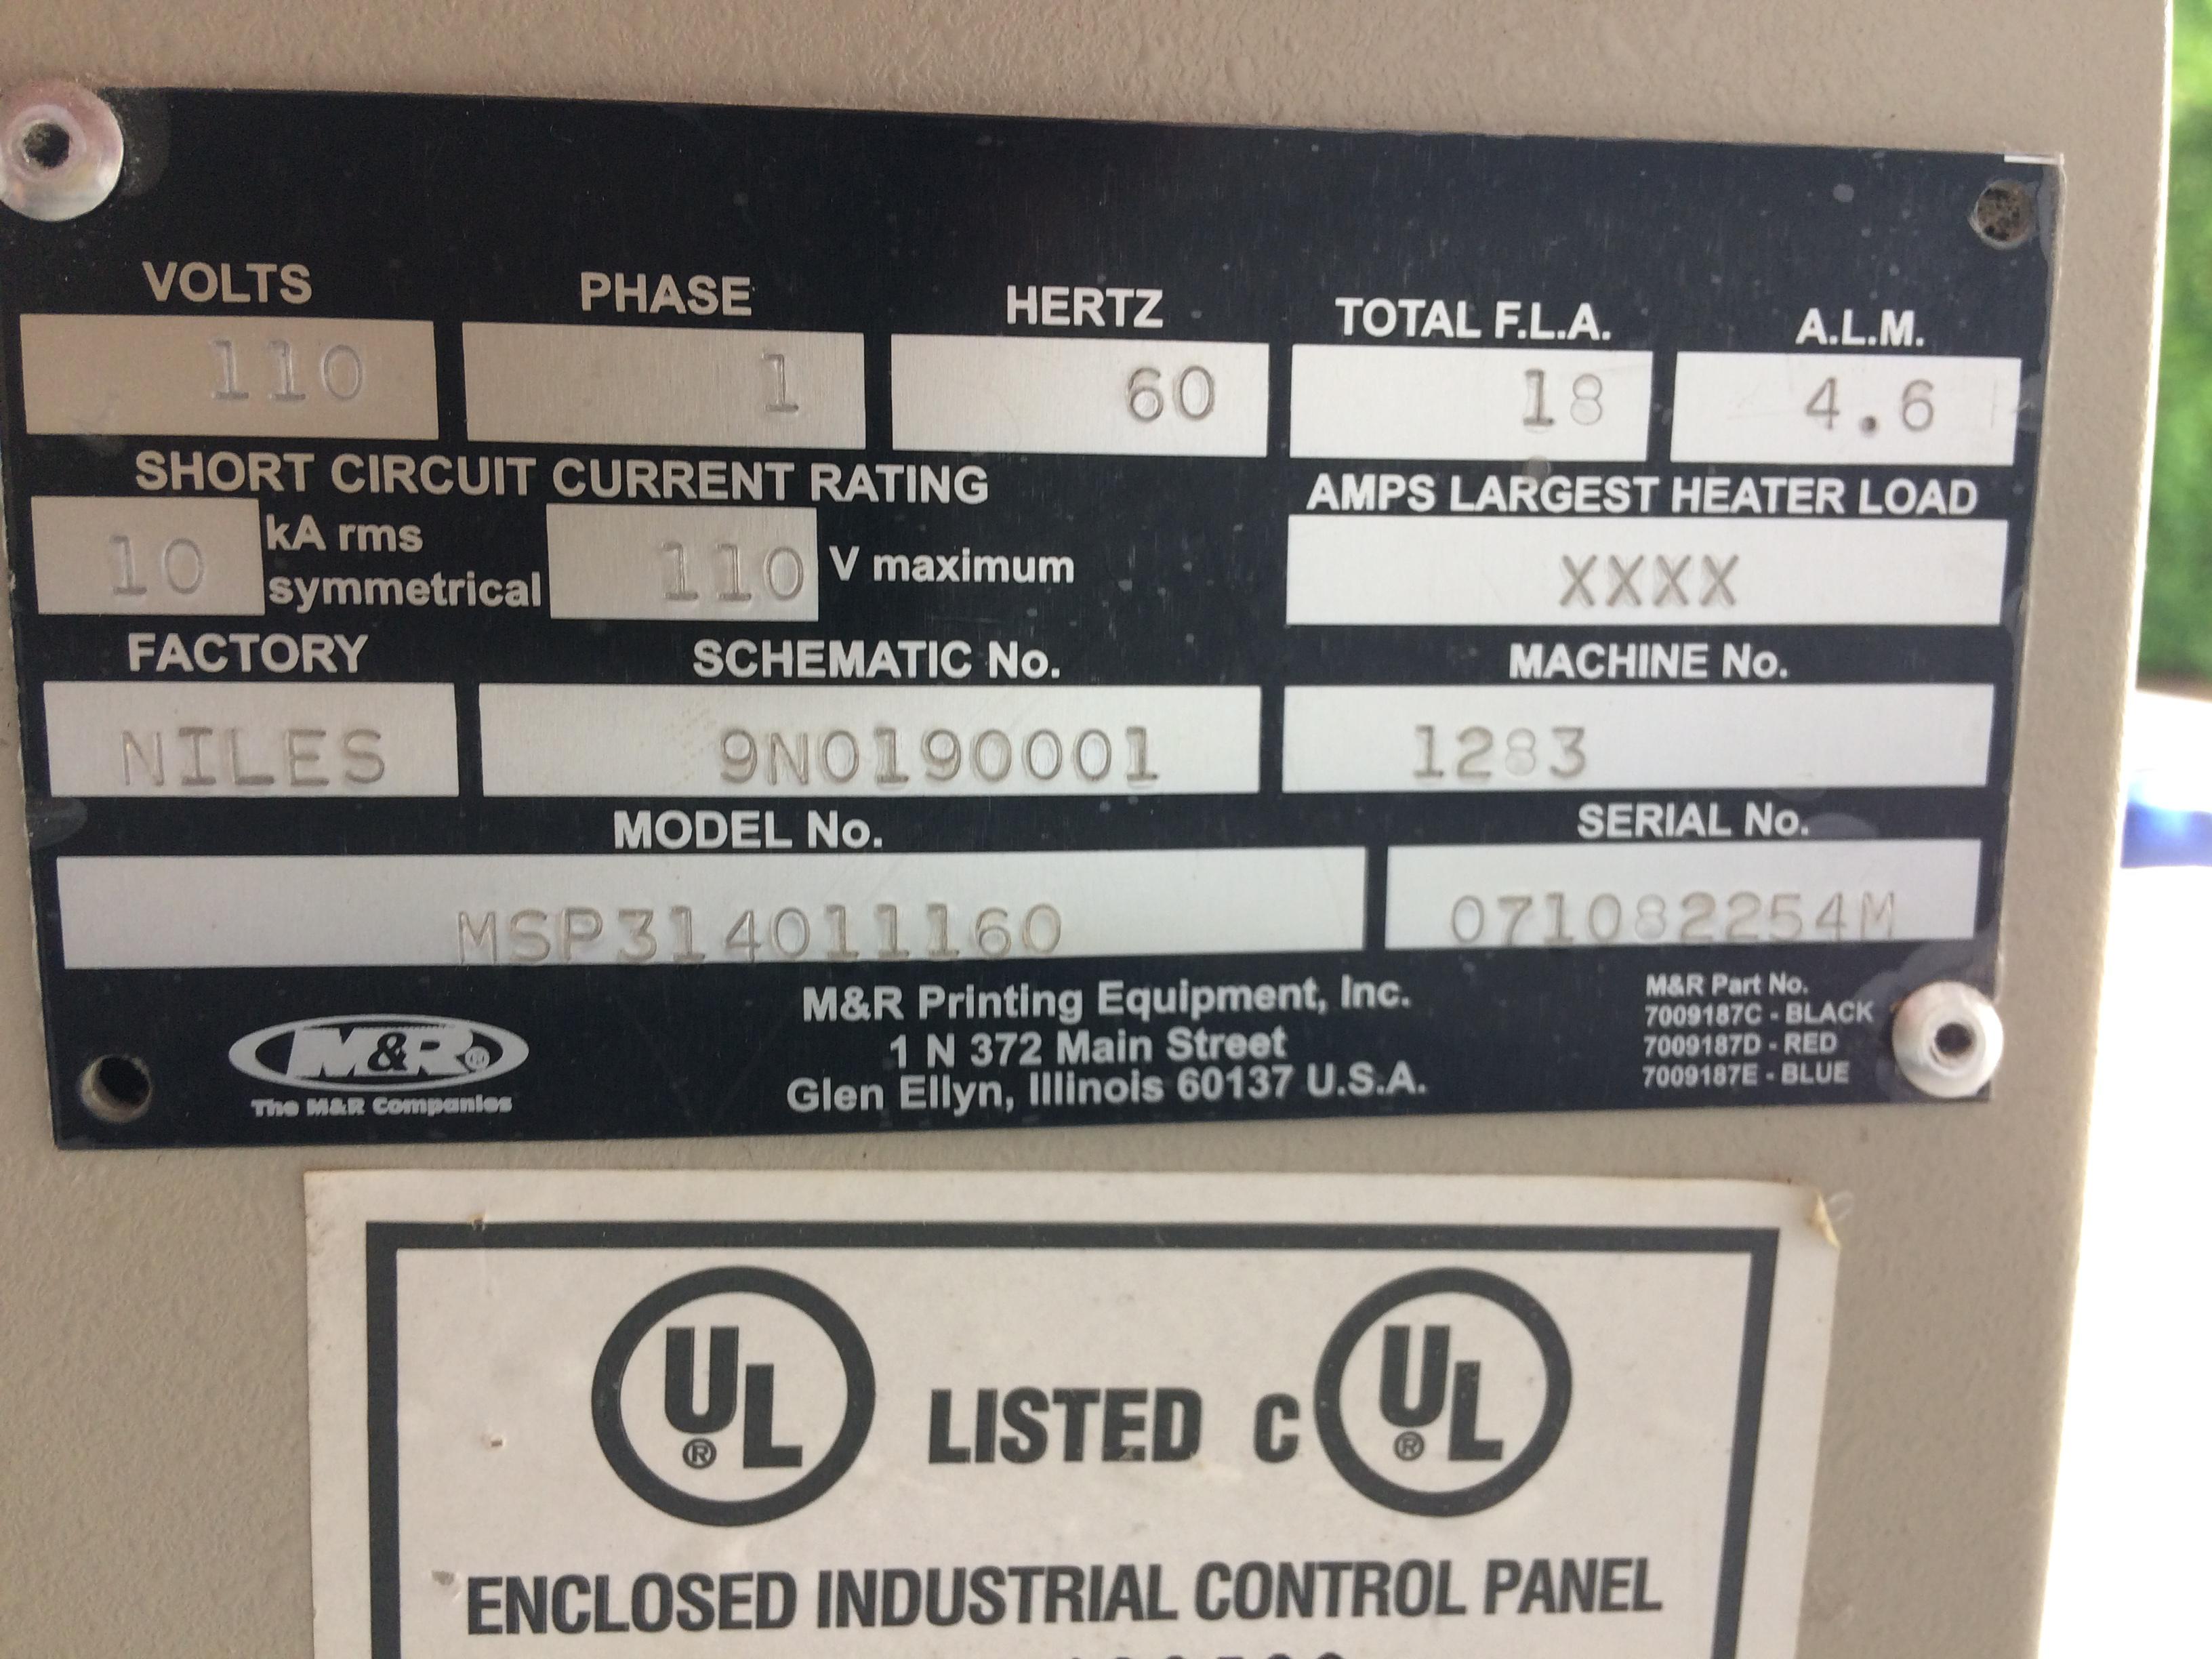 VOLTS PHASE HERTZ TOTAL F.L.A. A.L.M.
110 1 60 18 4.6
SHORT CIRCUIT CURRENT RATING AMPS LARGEST HEATER LOAD
10 kA rms symmetrical 110 V maximum XXXX
FACTORY SCHEMATIC No. MACHINE No.
NILES 9N0190001 1283
MODEL No. SERIAL No.
MSP314011160 071082254M
M&R®
The M&R Companies
M&R Printing Equipment, Inc.
1 N 372 Main Street
Glen Ellyn, Illinois 60137 U.S.A.
M&R Part No.
7009187C - BLACK
7009187D - RED
7009187E - BLUE
UL® LISTED C UL®
ENCLOSED INDUSTRIAL CONTROL PANEL